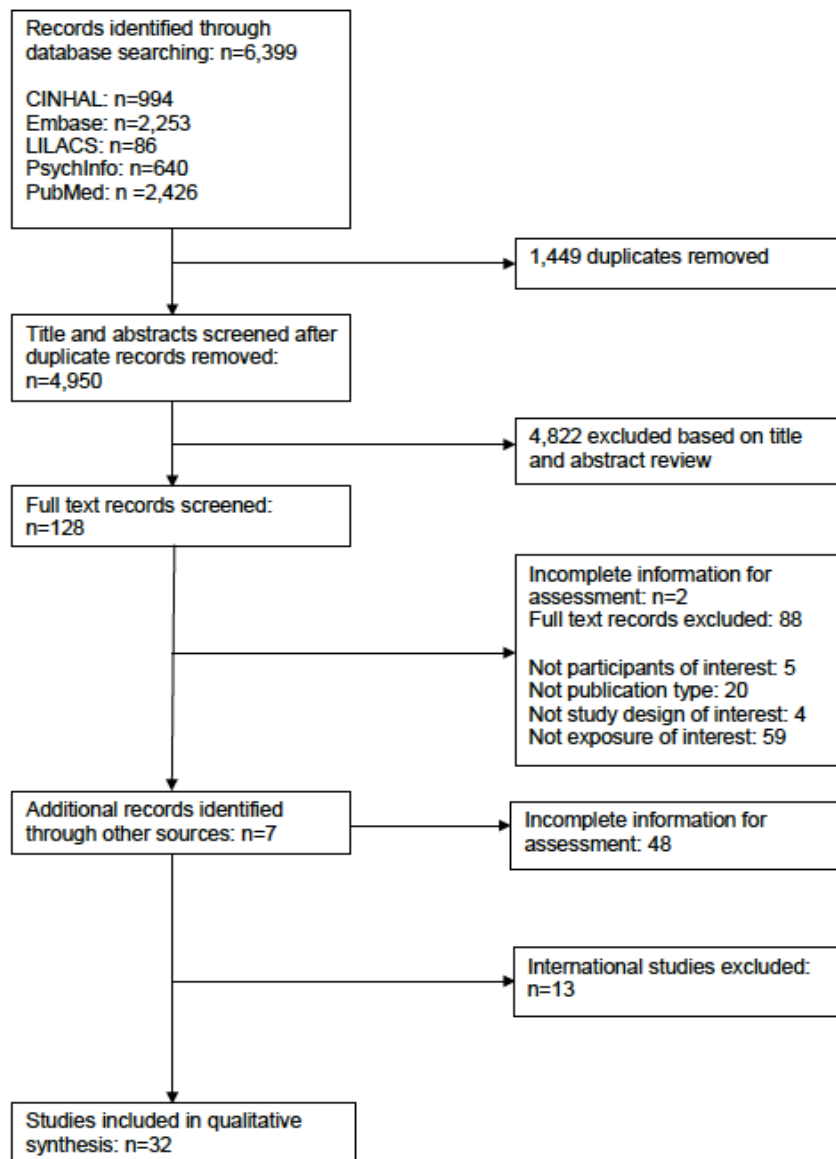 Records identified through
database searching: n=6,399
CINHAL: n=994
Embase: n=2,253
LILACS: n=86
PsychInfo: n=640
PubMed: n =2,426
1,449 duplicates removed
Title and abstracts screened after
duplicate records removed:
n=4,950
4,822 excluded based on title
and abstract review
Full text records screened:
n=128
Incomplete information for
assessment: n=2
Full text records excluded: 88
Not participants of interest: 5
Not publication type: 20
Not study design of interest: 4
Not exposure of interest: 59
Additional records identified
through other sources: n=7
Incomplete information for
assessment: 48
International studies excluded:
n=13
Studies included in qualitative
synthesis: n=32